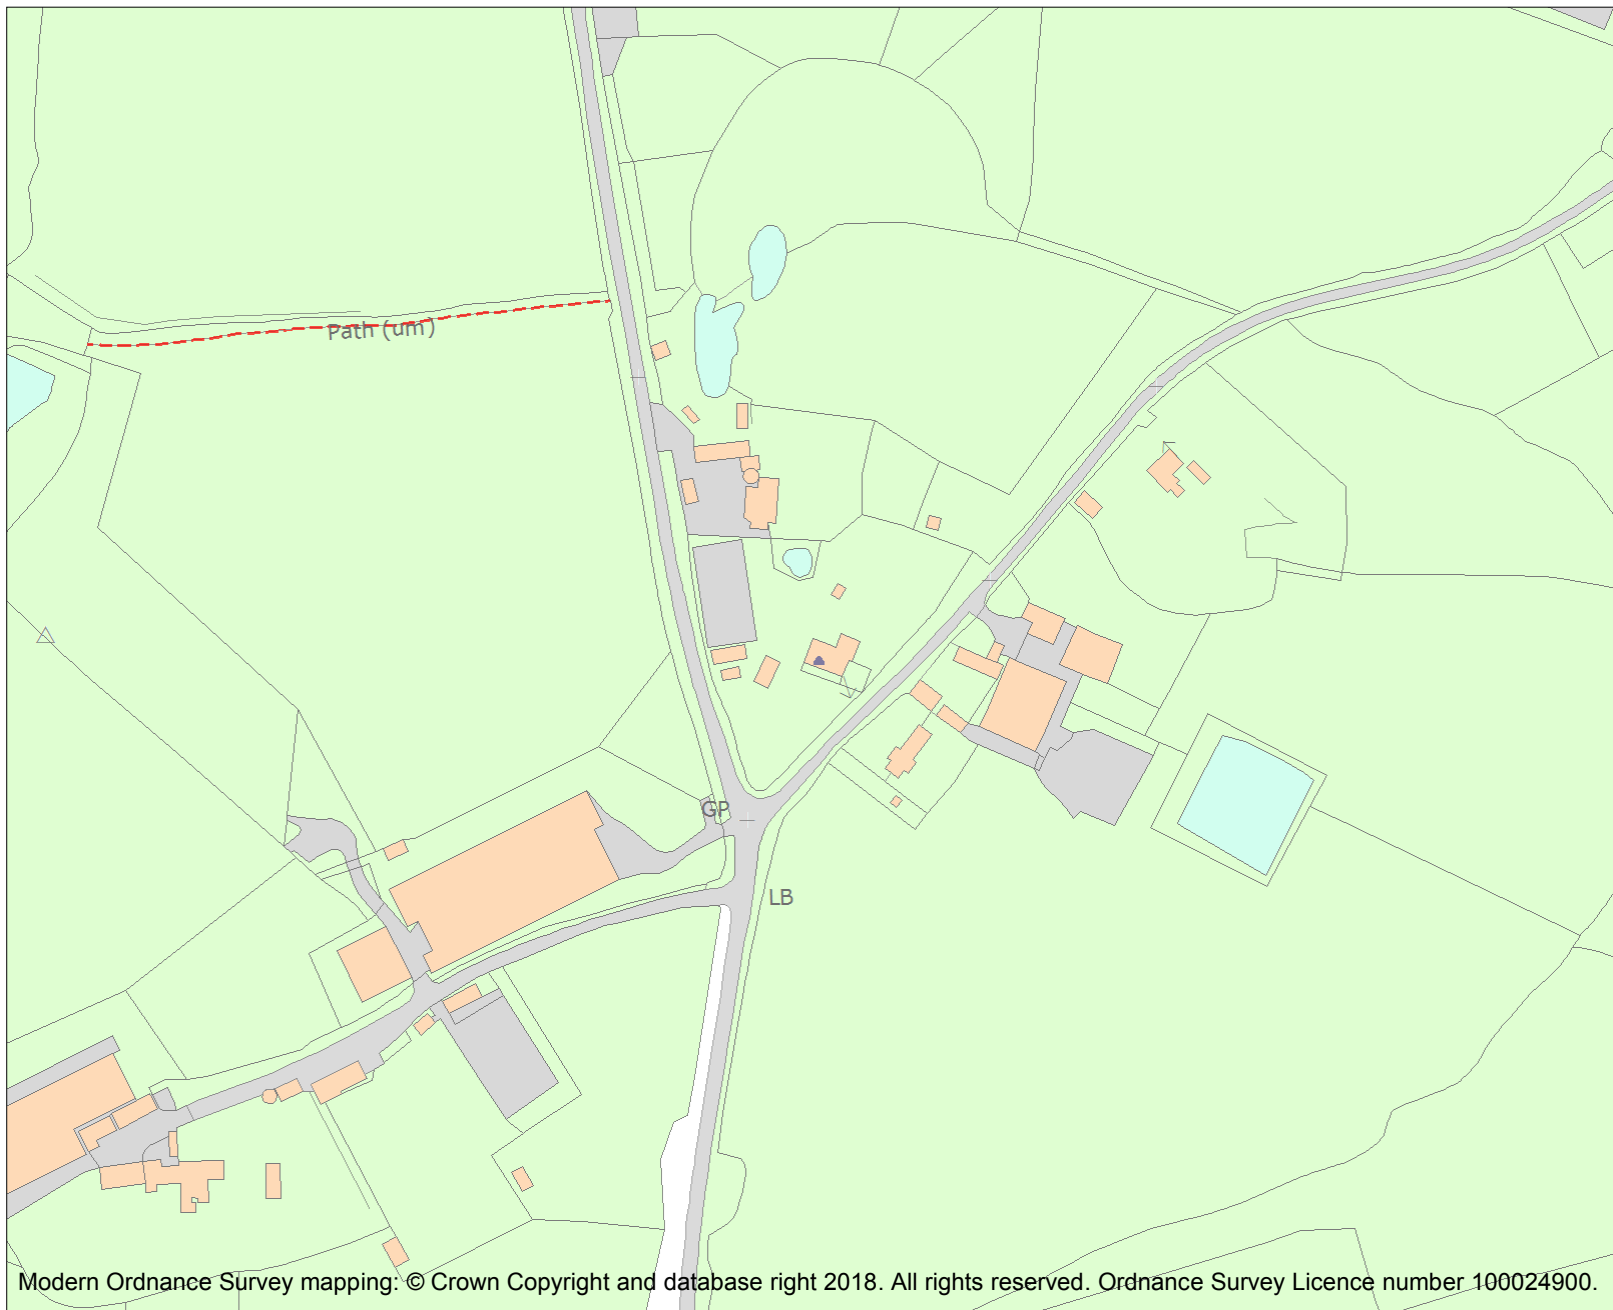 Path (um)
GP
LB
Modern Ordnance Survey mapping: © Crown Copyright and database right 2018. All rights reserved. Ordnance Survey Licence number 100024900.